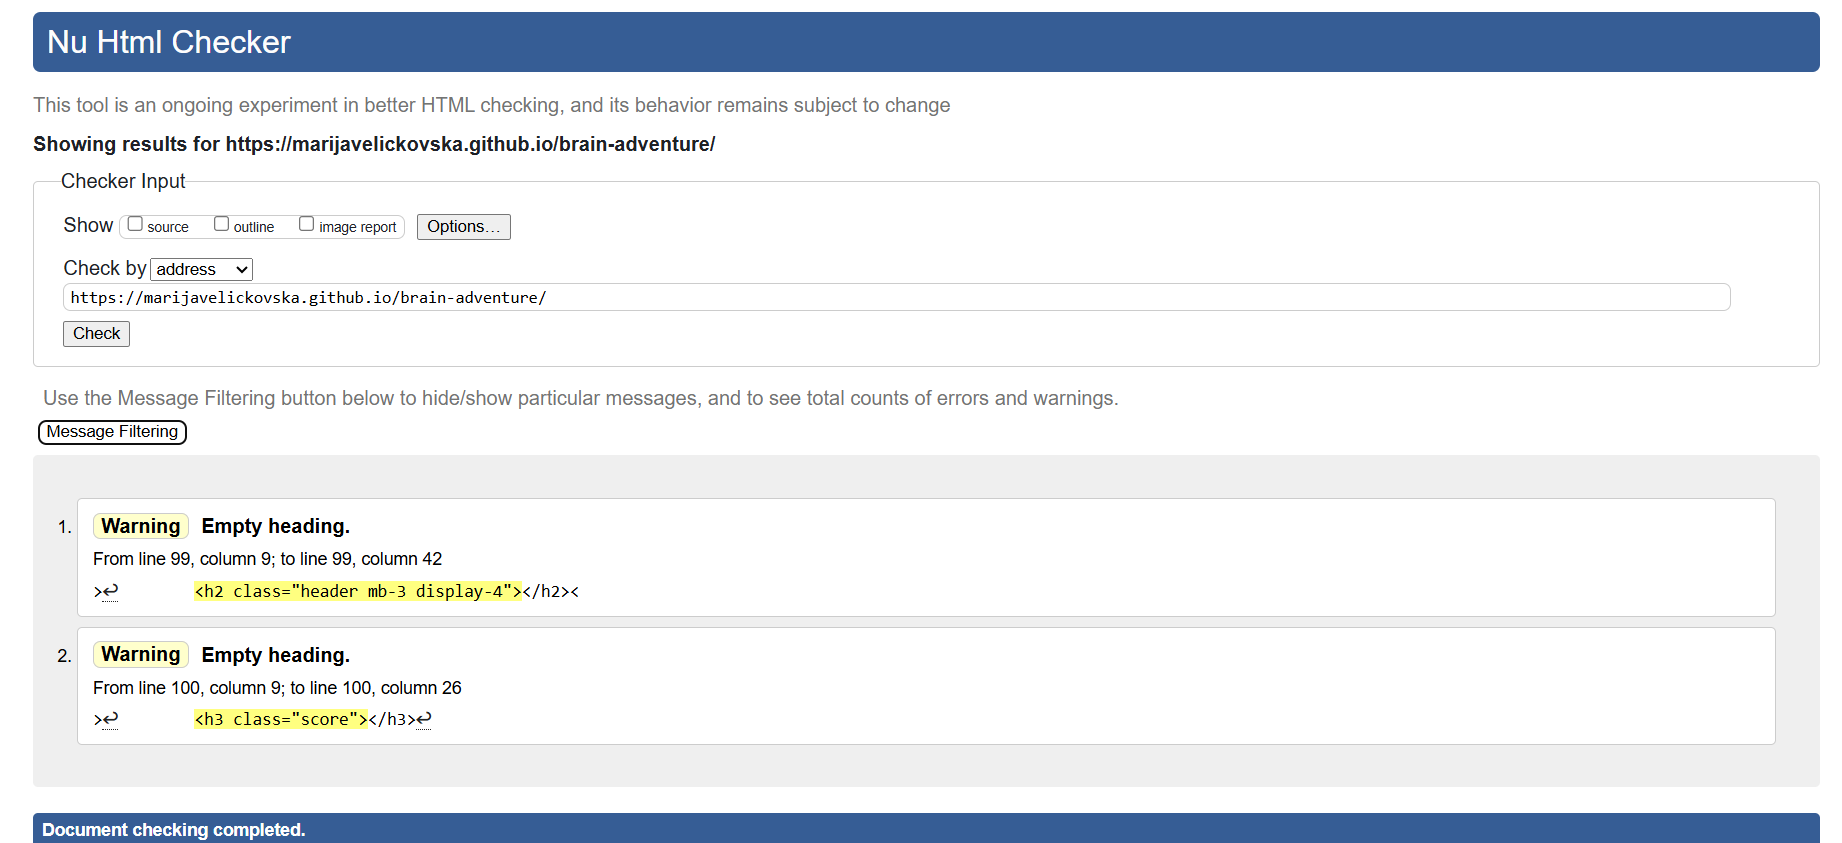 Nu Html Checker
This tool is an ongoing experiment in better HTML checking, and its behavior remains subject to change
Showing results for https://marijavelickovska.github.io/brain-adventure/
Checker Input
Show source outline image report Options...
Check by address
https://marijavelickovska.github.io/brain-adventure/
Check
Use the Message Filtering button below to hide/show particular messages, and to see total counts of errors and warnings.
Message Filtering
1. Warning Empty heading.
From line 99, column 9; to line 99, column 42
>↩ <h2 class="header mb-3 display-4"></h2><
2. Warning Empty heading.
From line 100, column 9; to line 100, column 26
>↩ <h3 class="score"></h3>↩
Document checking completed.